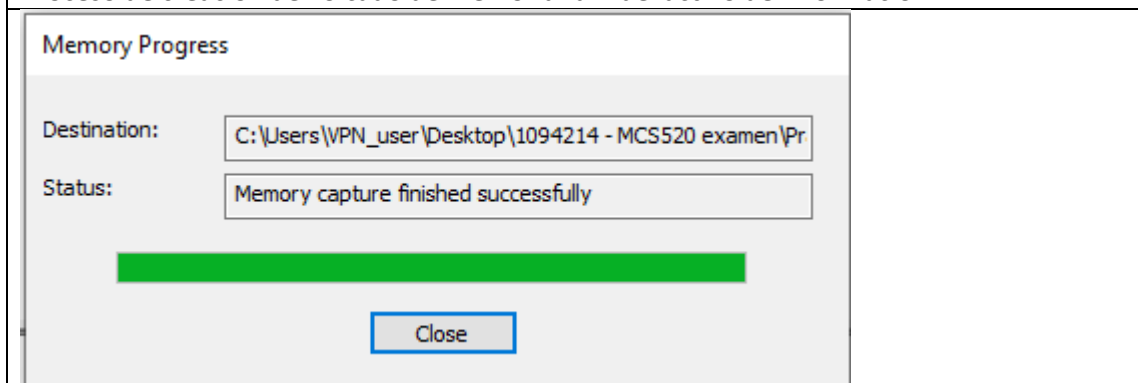 Memory Progress
Destination:
C:\Users\VPN_user\Desktop\1094214 - MCS520 examen\Pr
Status:
Memory capture finished successfully
Close